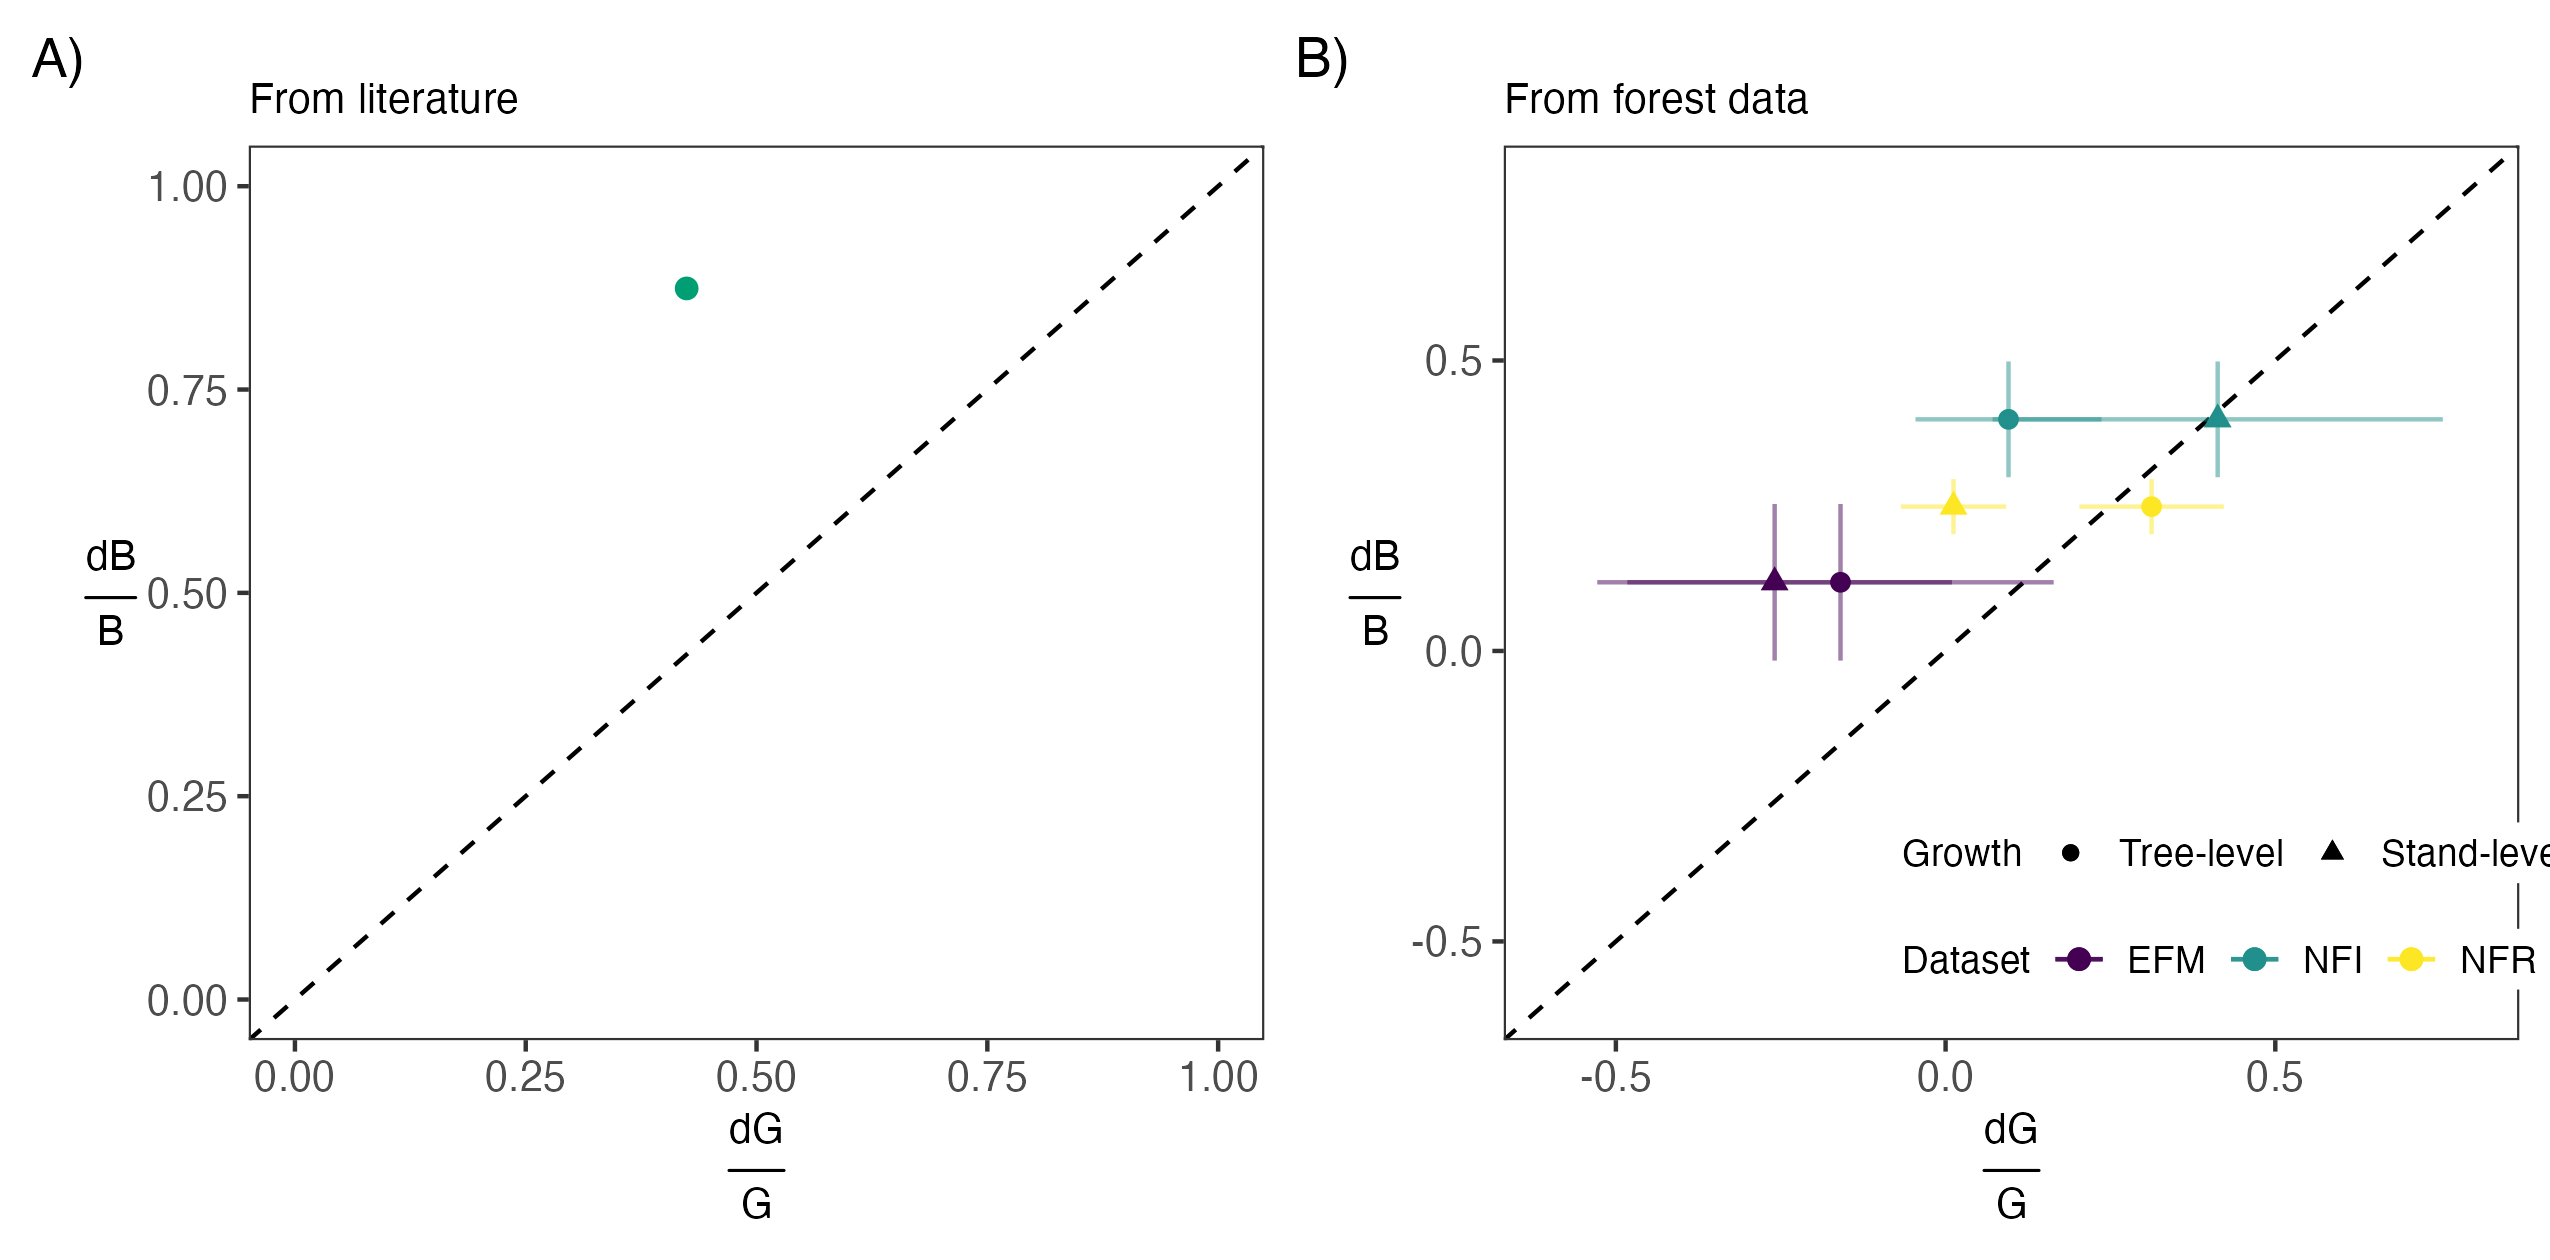 A)
From literature
1.00
0.75
0.50
0.25
0.00
dB
B
0.00 0.25 0.50 0.75 1.00
dG
G
B)
From forest data
0.5
0.0
-0.5
dB
B
Growth Tree-level Stand-leve
Dataset EFM NFI NFR
-0.5 0.0 0.5
dG
G